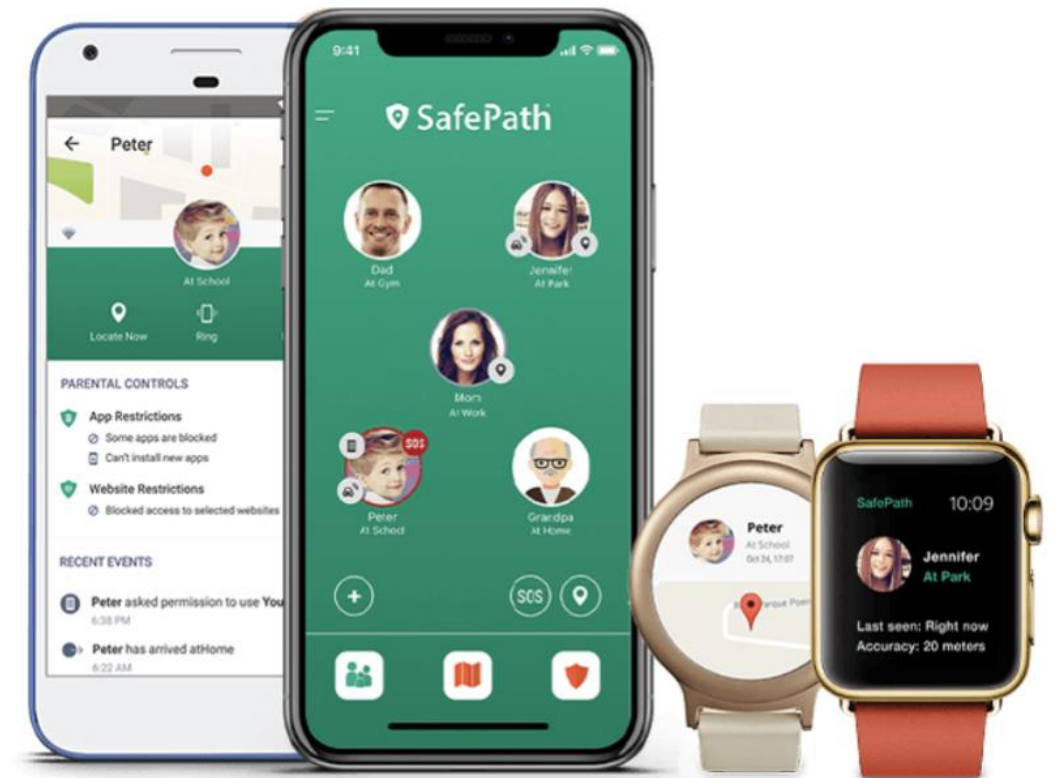 Peter
At School
Locate Now
Ring
PARENTAL CONTROLS
App Restrictions
Some apps are blocked
Can't install new apps
Website Restrictions
Blocked access to selected websites
RECENT EVENTS
Peter asked permission to use You
6:38 PM
Peter has arrived atHome
6:22 AM
9:41
SafePath
Dad
At Gym
Jennifer
At Park
Mom
At Work
SOS
Peter
At School
Grandpa
At Home
SOS
Peter
At School
Oct 24, 17:07
SafePath 10:09
Jennifer
At Park
Last seen: Right now
Accuracy: 20 meters